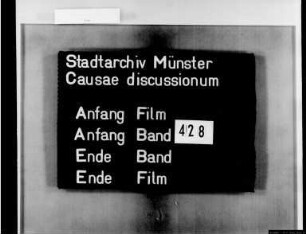 Stadtarchiv Münster
Causae discussionum
Anfang Film
Anfang Band 428
Ende Band
Ende Film